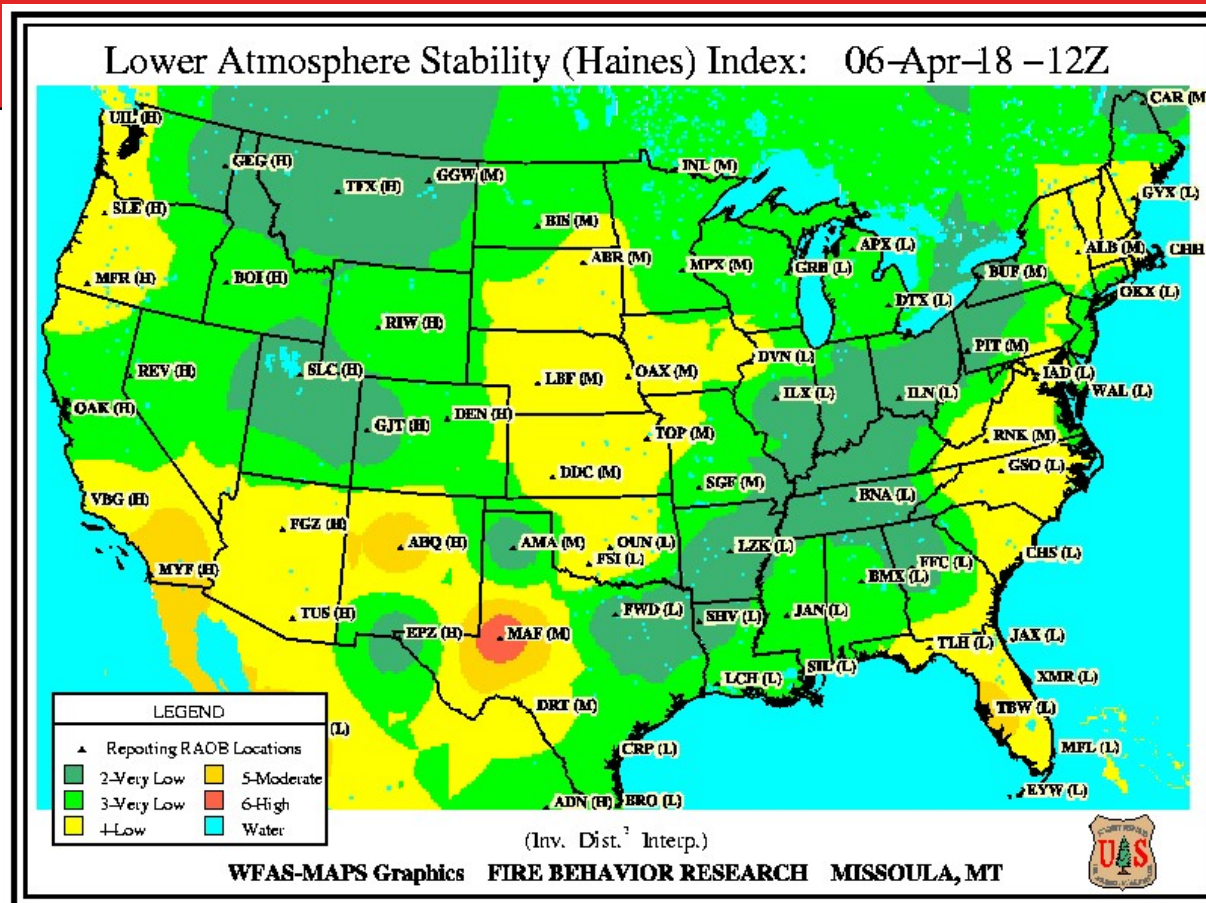 Lower Atmosphere Stability (Haines) Index: 06-Apr-18 -12Z
CAR (M
UIL (H)
GEG (H)
TFX (H)
GGW (M)
INL (M)
GYX (L)
SLE (H)
BIS (M)
ALB (M)
CHH
APX (L)
ABR (M)
MPX (M)
GRB (L)
BUF (M)
MFR (H)
BOI (H)
OKX (L)
DTX (L)
RIW (H)
PIT (M)
DVN (L)
REV (H)
SLC (H)
LBF (M)
OAX (M)
IAD (L)
WAL (L)
ILX (L)
ILN (L)
OAK (H)
GJT (H)
DEN (H)
TOP (M)
RNK (M)
GSO (L)
DDC (M)
SGF (M)
VBG (H)
BNA (L)
FGZ (H)
ABQ (H)
AMA (M)
OUN (L)
LZK (L)
CHS (L)
FSI (L)
FFC (L)
MYF (H)
BMX (L)
TUS (H)
EPZ (H)
MAF (M)
FWD (L)
SHV (L)
JAN (L)
JAX (L)
TLH (L)
SIL (L)
LCH (L)
XMR (L)
DRT (M)
TBW (L)
CRP (L)
MFL (L)
EYW (L)
ADN (H)
BRO (L)
(L)
LEGEND
Reporting RAOB Locations
2-Very Low 5-Moderate
3-Very Low 6-High
4-Low Water
(Inv. Dist.² Interp.)
WFAS-MAPS Graphics FIRE BEHAVIOR RESEARCH MISSOULA, MT
U S